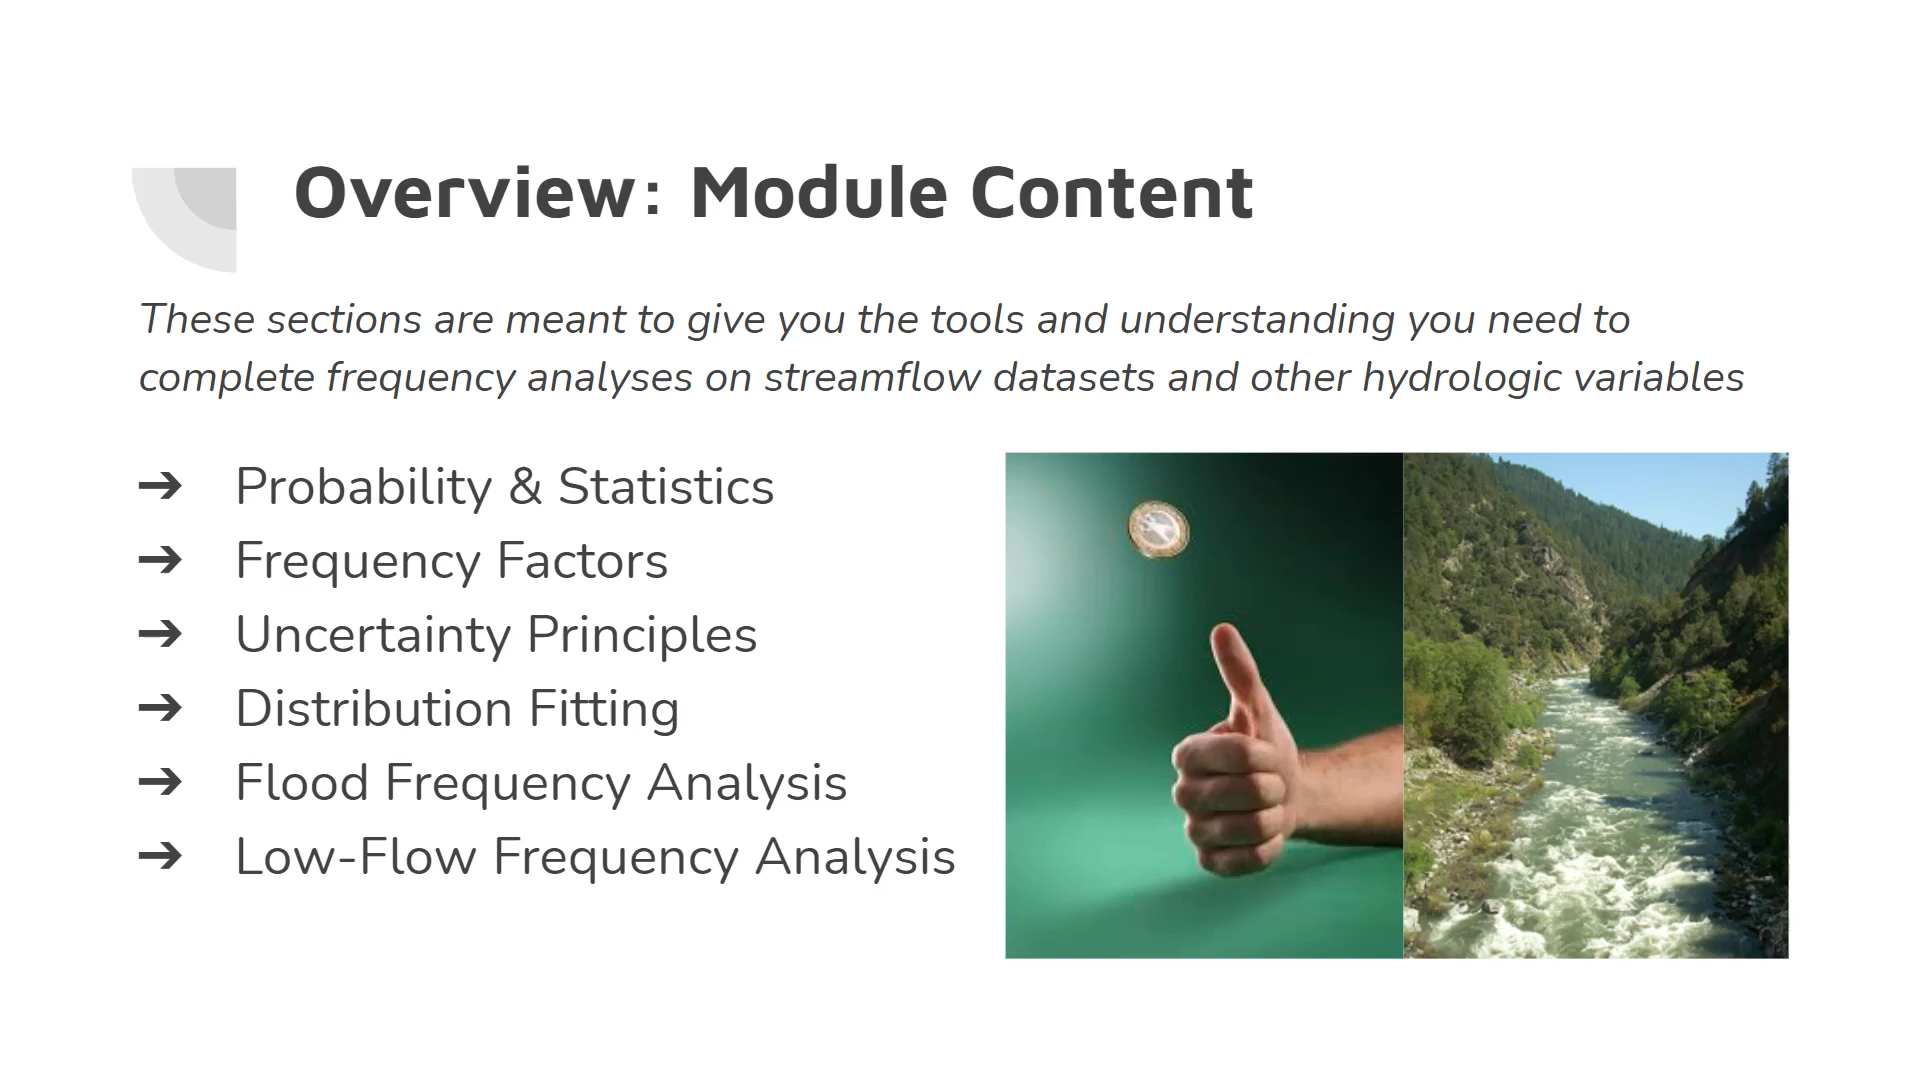 Overview: Module Content
These sections are meant to give you the tools and understanding you need to
complete frequency analyses on streamflow datasets and other hydrologic variables
➔ Probability & Statistics
➔ Frequency Factors
➔ Uncertainty Principles
➔ Distribution Fitting
➔ Flood Frequency Analysis
➔ Low-Flow Frequency Analysis